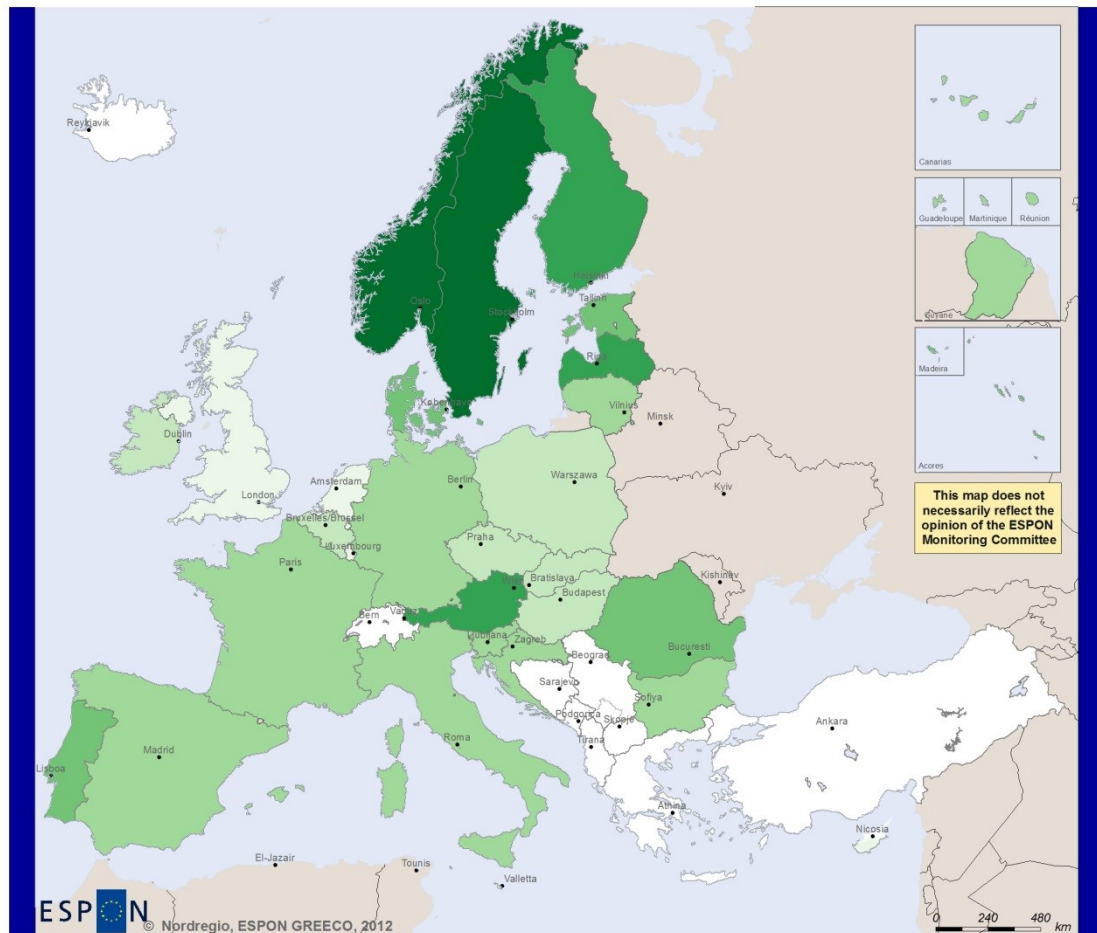 Reykjavik
Canarias
Guadeloupe
Martinique
Réunion
Guyane
Madeira
Acores
This map does not
necessarily reflect the
opinion of the ESPON
Monitoring Committee
Oslo
Helsinki
Tallinn
Stockholm
Riga
København
Vilnius
Minsk
Dublin
Amsterdam
Berlin
Warszawa
London
Kyiv
Bruxelles/Brussel
Praha
Luxembourg
Paris
Bratislava
Kishinev
Budapest
Bern
Vaduz
Ljubljana
Zagreb
Bucuresti
Beograd
Sarajevo
Sofiya
Podgorica
Skopje
Ankara
Madrid
Roma
Tirana
Lisboa
Athina
Nicosia
El-Jazair
Tounis
Valletta
ESPON
© Nordregio, ESPON GREECO, 2012
0 240 480
km